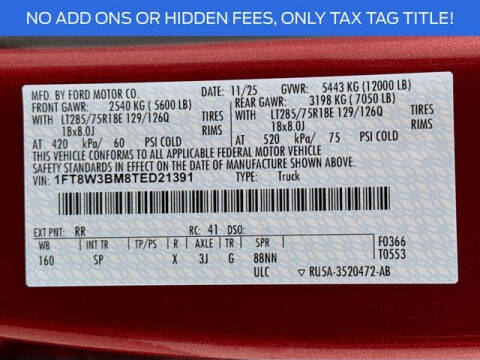 NO ADD ONS OR HIDDEN FEES, ONLY TAX TAG TITLE!
MFD. BY FORD MOTOR CO. DATE: 11/25 GVWR: 5443 KG (12000 LB)
FRONT GAWR: 2540 KG ( 5600 LB) REAR GAWR: 3198 KG ( 7050 LB)
WITH LT285/75R18E 129/126Q WITH LT285/75R18E 129/126Q
18x8.0J 18x8.0J
AT 420 kPa/ 60 PSI COLD AT 520 kPa/ 75 PSI COLD
THIS VEHICLE CONFORMS TO ALL APPLICABLE FEDERAL MOTOR VEHICLE
SAFETY STANDARDS IN EFFECT ON THE DATE OF MANUFACTURE SHOWN ABOVE.
VIN: 1FT8W3BM8TED21391 TYPE: Truck
EXT PNT: RR RC: 41 DSO: F0366
WB INT TR TP/PS R AXLE TR SPR T0553
160 SP X 3J G 88NN
ULC ▽ RU5A-3520472-AB